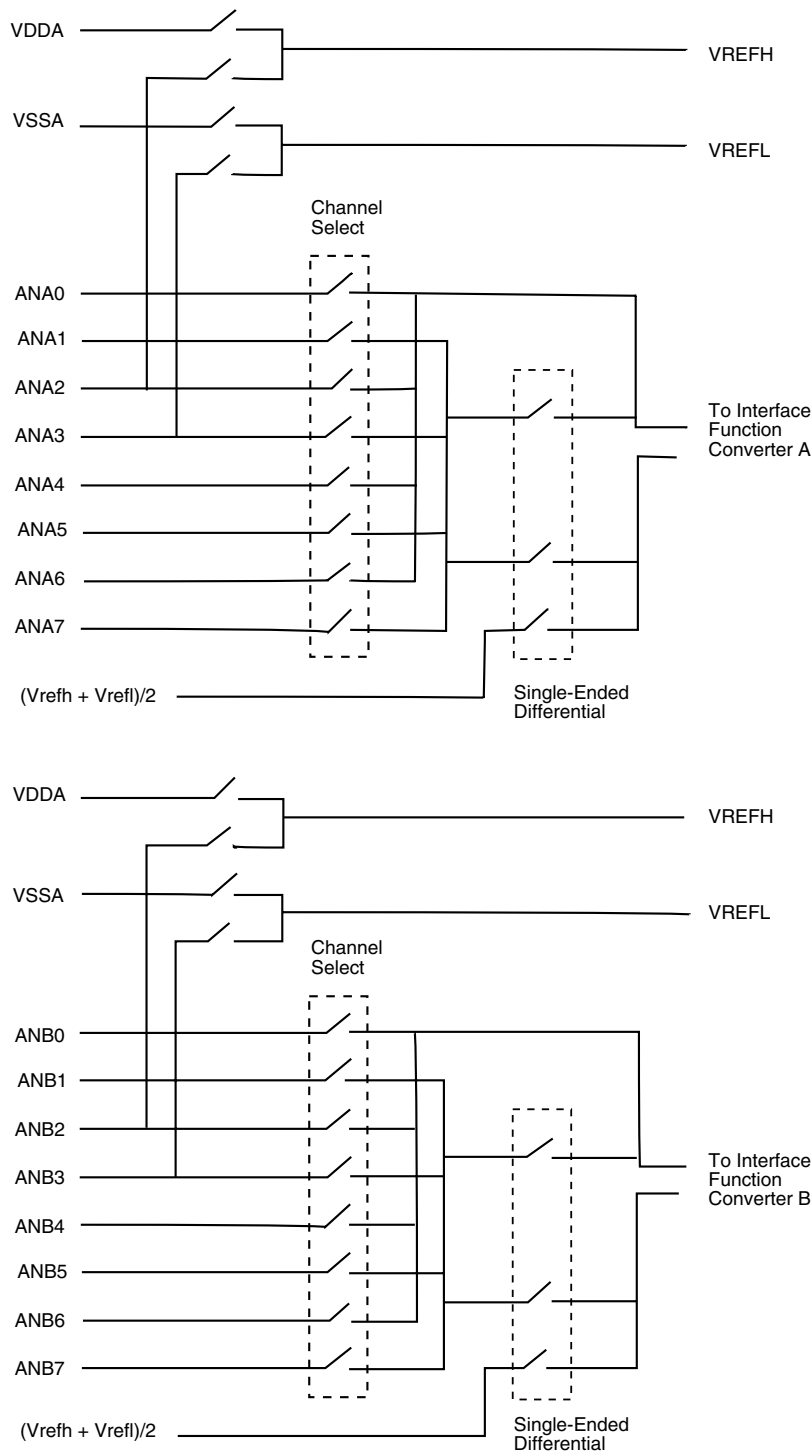 VDDA
VREFH
VSSA
VREFL
Channel
Select
ANA0
ANA1
ANA2
ANA3
ANA4
ANA5
ANA6
ANA7
To Interface
Function
Converter A
(Vrefh + Vrefl)/2
Single-Ended
Differential
VDDA
VREFH
VSSA
VREFL
Channel
Select
ANB0
ANB1
ANB2
ANB3
ANB4
ANB5
ANB6
ANB7
To Interface
Function
Converter B
(Vrefh + Vrefl)/2
Single-Ended
Differential